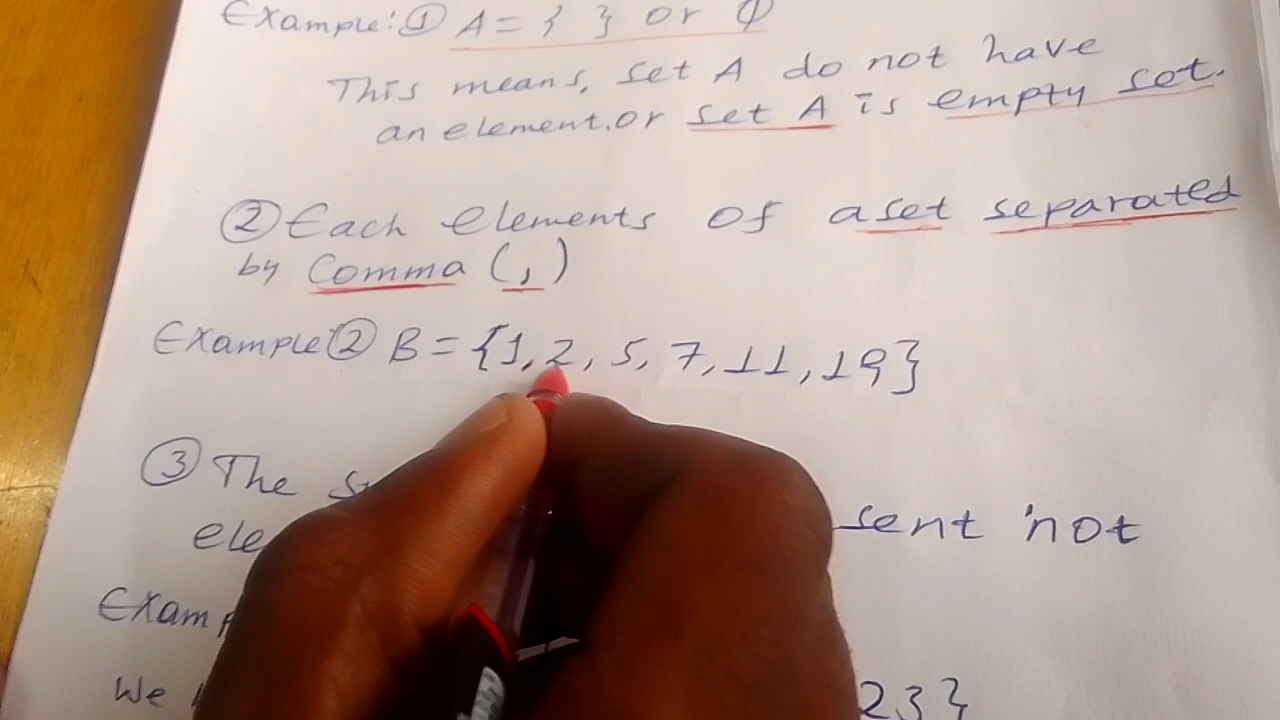 Example: ① A = { } or ϕ
This means, set A do not have
an element. or set A is empty set.
② Each elements of a set separated
by Comma (,)
Example ② B = {1, 2, 5, 7, 11, 19}
③ The
sent 'not
We
23}